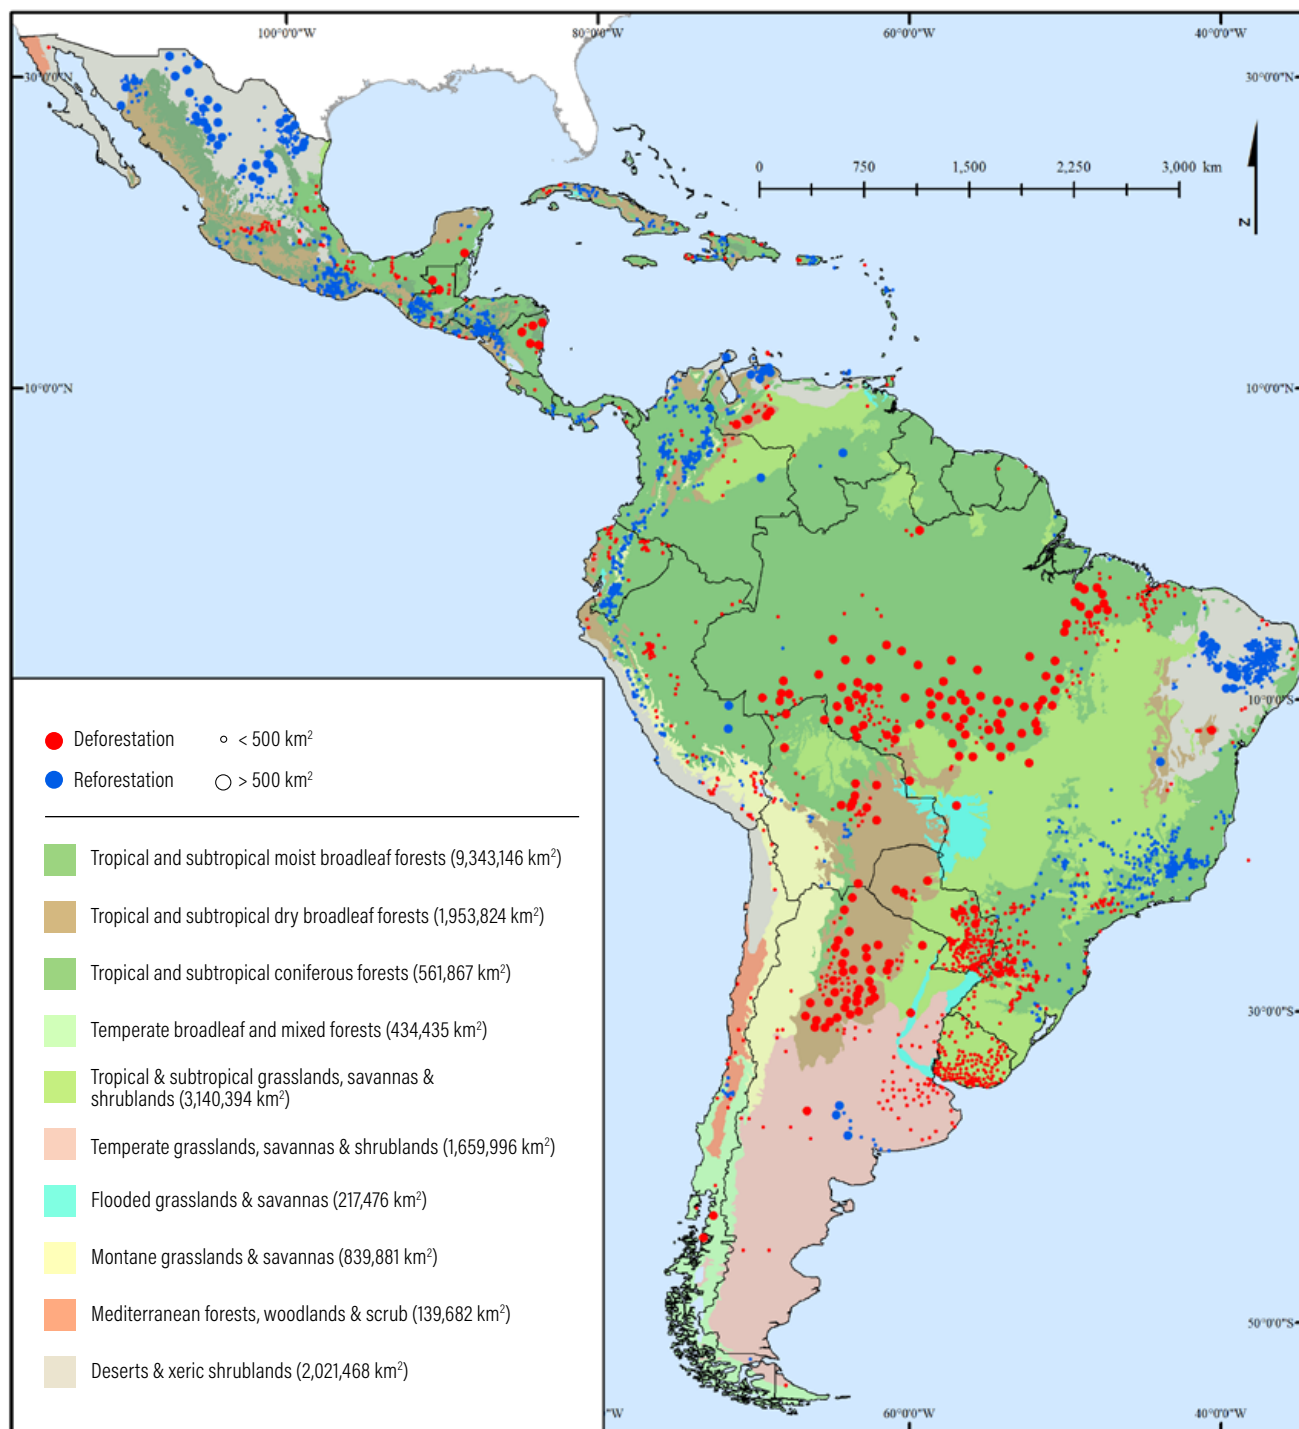 100°0'0"W
80°0'0"W
60°0'0"W
40°0'0"W
30°0'0"N
30°0'0"N
0
750
1,500
2,250
3,000 km
N
10°0'0"N
10°0'0"N
10°0'0"S
10°0'0"S
Deforestation
< 500 km²
Reforestation
> 500 km²
Tropical and subtropical moist broadleaf forests (9,343,146 km²)
Tropical and subtropical dry broadleaf forests (1,953,824 km²)
Tropical and subtropical coniferous forests (561,867 km²)
Temperate broadleaf and mixed forests (434,435 km²)
Tropical & subtropical grasslands, savannas &
shrublands (3,140,394 km²)
30°0'0"S
Temperate grasslands, savannas & shrublands (1,659,996 km²)
Flooded grasslands & savannas (217,476 km²)
Montane grasslands & savannas (839,881 km²)
Mediterranean forests, woodlands & scrub (139,682 km²)
50°0'0"S
Deserts & xeric shrublands (2,021,468 km²)
"W
60°0'0"W
40°0'0"W